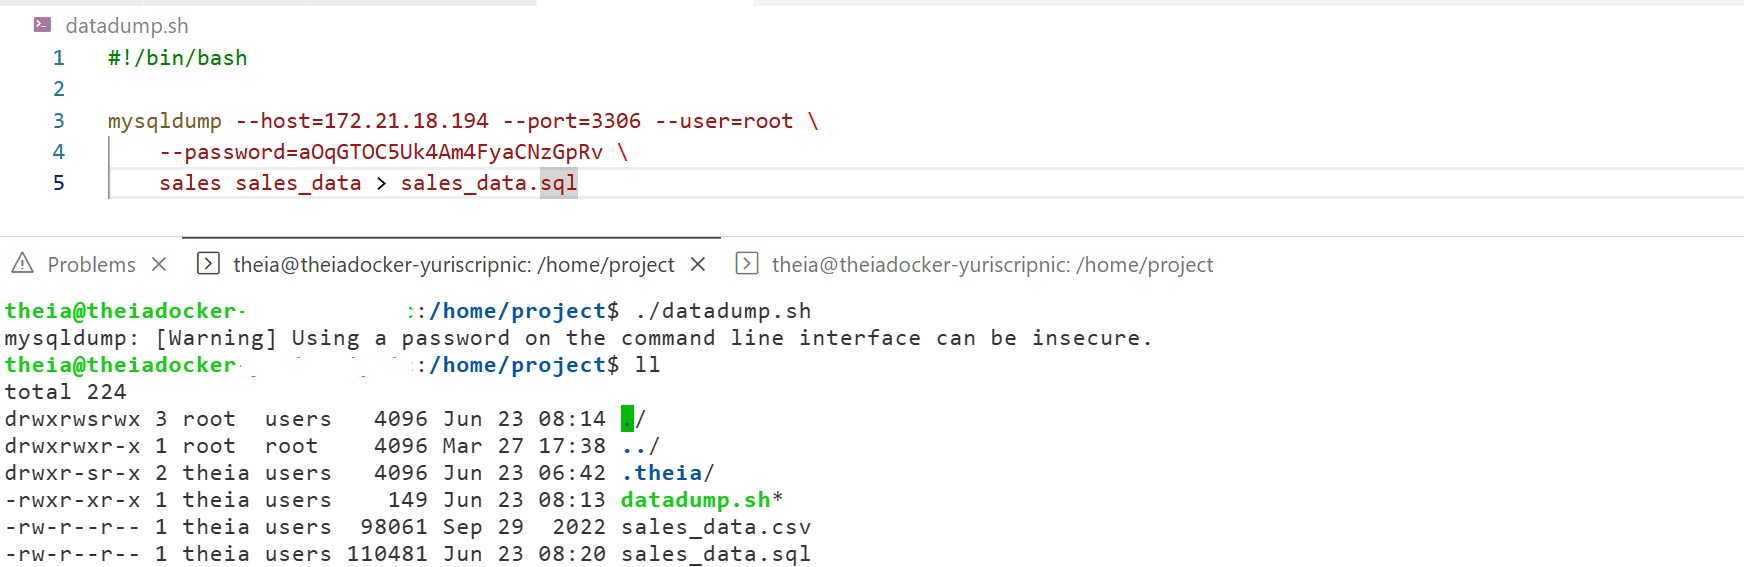 datadump.sh
1 #!/bin/bash
2
3 mysqldump --host=172.21.18.194 --port=3306 --user=root \
4 --password=aOqGTOC5Uk4Am4FyaCNzGpRv \
5 sales sales_data > sales_data.sql
Problems theia@theiadocker-yuriscripnic: /home/project theia@theiadocker-yuriscripnic: /home/project
theia@theiadocker- :/home/project$ ./datadump.sh
mysqldump: [Warning] Using a password on the command line interface can be insecure.
theia@theiadocker- :/home/project$ ll
total 224
drwxrwsrwx 3 root users 4096 Jun 23 08:14 ./
drwxrwxr-x 1 root root 4096 Mar 27 17:38 ../
drwxr-sr-x 2 theia users 4096 Jun 23 06:42 .theia/
-rwxr-xr-x 1 theia users 149 Jun 23 08:13 datadump.sh*
-rw-r--r-- 1 theia users 98061 Sep 29 2022 sales_data.csv
-rw-r--r-- 1 theia users 110481 Jun 23 08:20 sales_data.sql